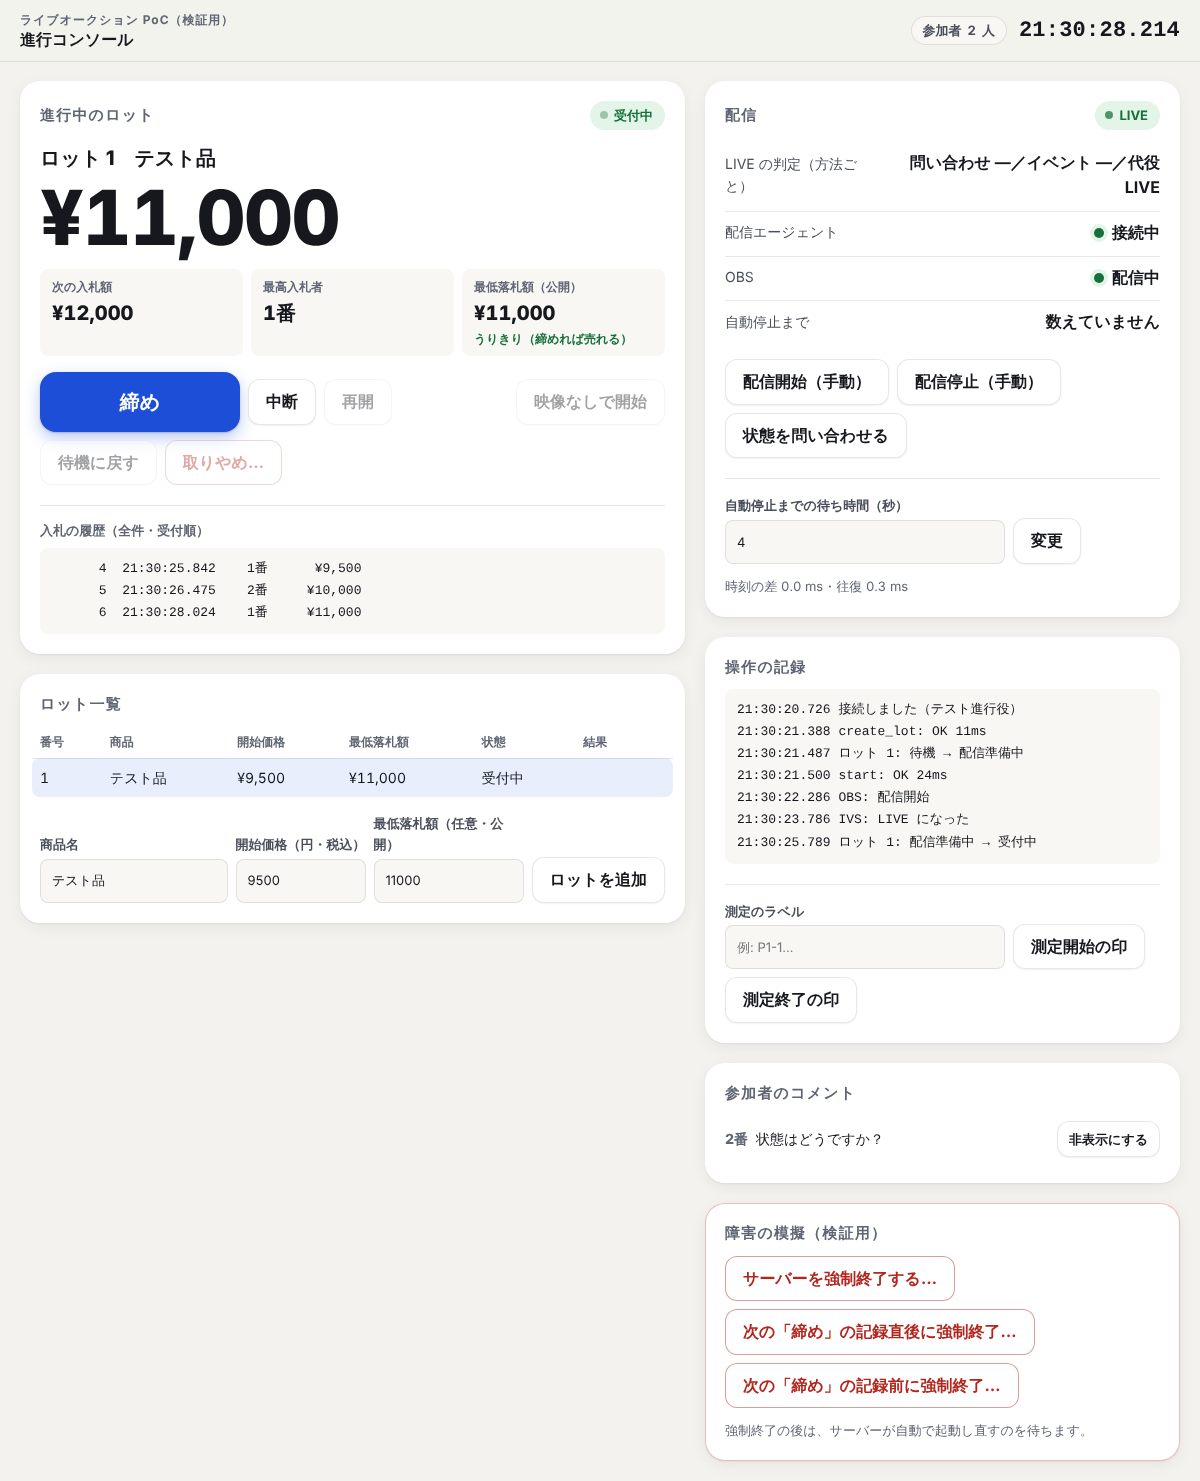 ライブオークション PoC（検証用）
進行コンソール
参加者 2 人
21:30:28.214
進行中のロット
受付中
ロット 1　テスト品
¥11,000
次の入札額
¥12,000
最高入札者
1番
最低落札額（公開）
¥11,000
うりきり（締めれば売れる）
締め
中断
再開
映像なしで開始
待機に戻す
取りやめ…
入札の履歴（全件・受付順）
4 21:30:25.842 1番 ¥9,500
5 21:30:26.475 2番 ¥10,000
6 21:30:28.024 1番 ¥11,000
ロット一覧
番号 商品 開始価格 最低落札額 状態 結果
1 テスト品 ¥9,500 ¥11,000 受付中
商品名
開始価格（円・税込）
最低落札額（任意・公
開）
テスト品
9500
11000
ロットを追加
配信
LIVE
LIVE の判定（方法ご
と）
問い合わせ —／イベント —／代役
LIVE
配信エージェント
接続中
OBS
配信中
自動停止まで
数えていません
配信開始（手動）
配信停止（手動）
状態を問い合わせる
自動停止までの待ち時間（秒）
4
変更
時刻の差 0.0 ms・往復 0.3 ms
操作の記録
21:30:20.726 接続しました（テスト進行役）
21:30:21.388 create_lot: OK 11ms
21:30:21.487 ロット 1: 待機 → 配信準備中
21:30:21.500 start: OK 24ms
21:30:22.286 OBS: 配信開始
21:30:23.786 IVS: LIVE になった
21:30:25.789 ロット 1: 配信準備中 → 受付中
測定のラベル
例: P1-1…
測定開始の印
測定終了の印
参加者のコメント
2番 状態はどうですか？
非表示にする
障害の模擬（検証用）
サーバーを強制終了する…
次の「締め」の記録直後に強制終了…
次の「締め」の記録前に強制終了…
強制終了の後は、サーバーが自動で起動し直すのを待ちます。